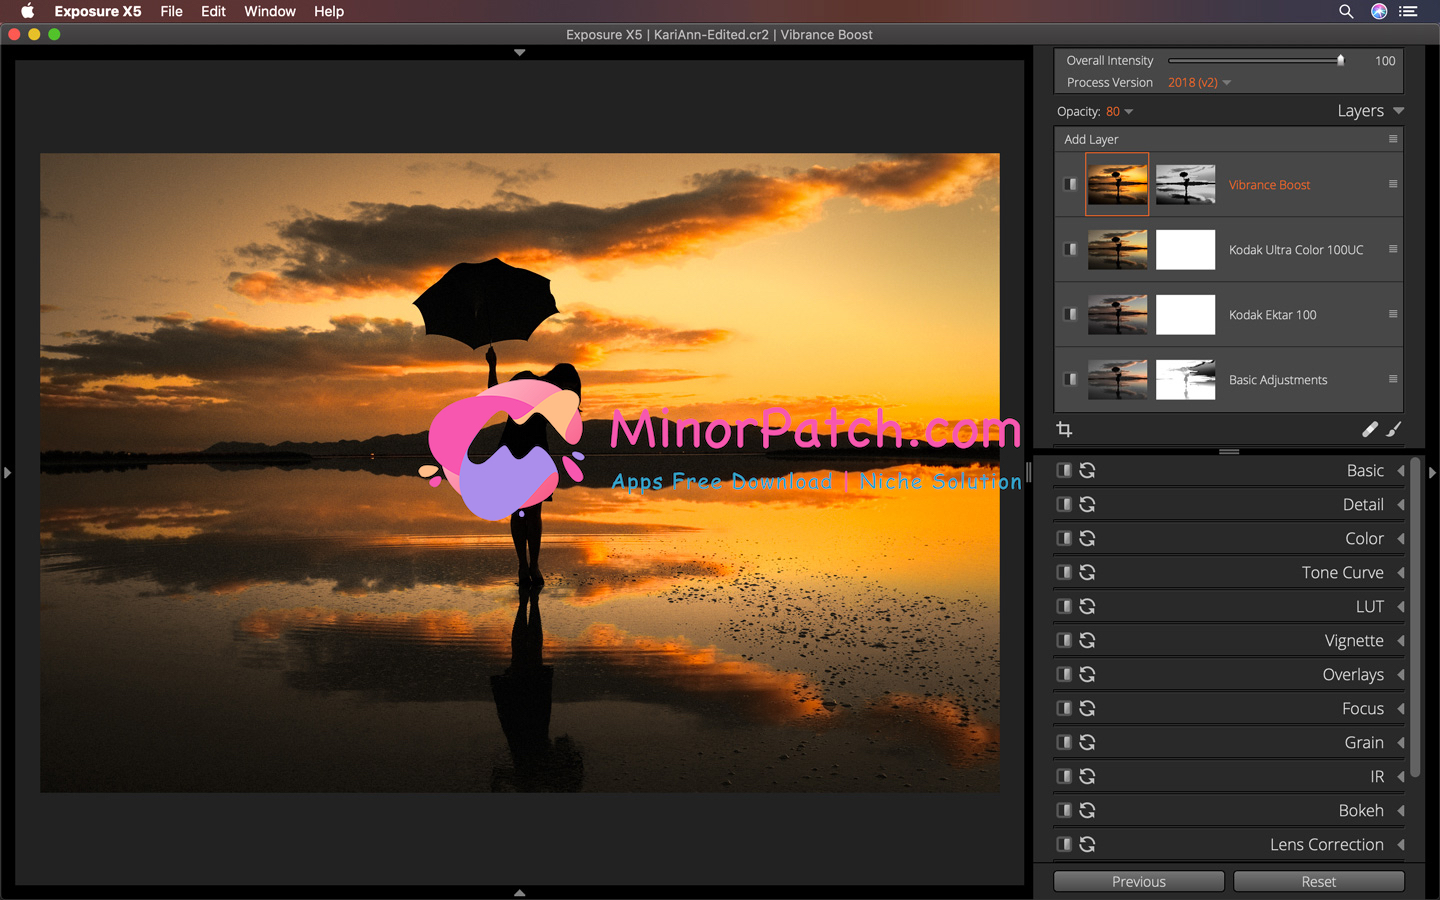 Exposure X5 File Edit Window Help
Exposure X5 | KariAnn-Edited.cr2 | Vibrance Boost
Overall Intensity 100
Process Version 2018 (v2)
Opacity: 80 Layers
Add Layer
Vibrance Boost
Kodak Ultra Color 100UC
Kodak Ektar 100
Basic Adjustments
MinorPatch.com
Apps Free Download | Niche Solution
Basic
Detail
Color
Tone Curve
LUT
Vignette
Overlays
Focus
Grain
IR
Bokeh
Lens Correction
Previous Reset